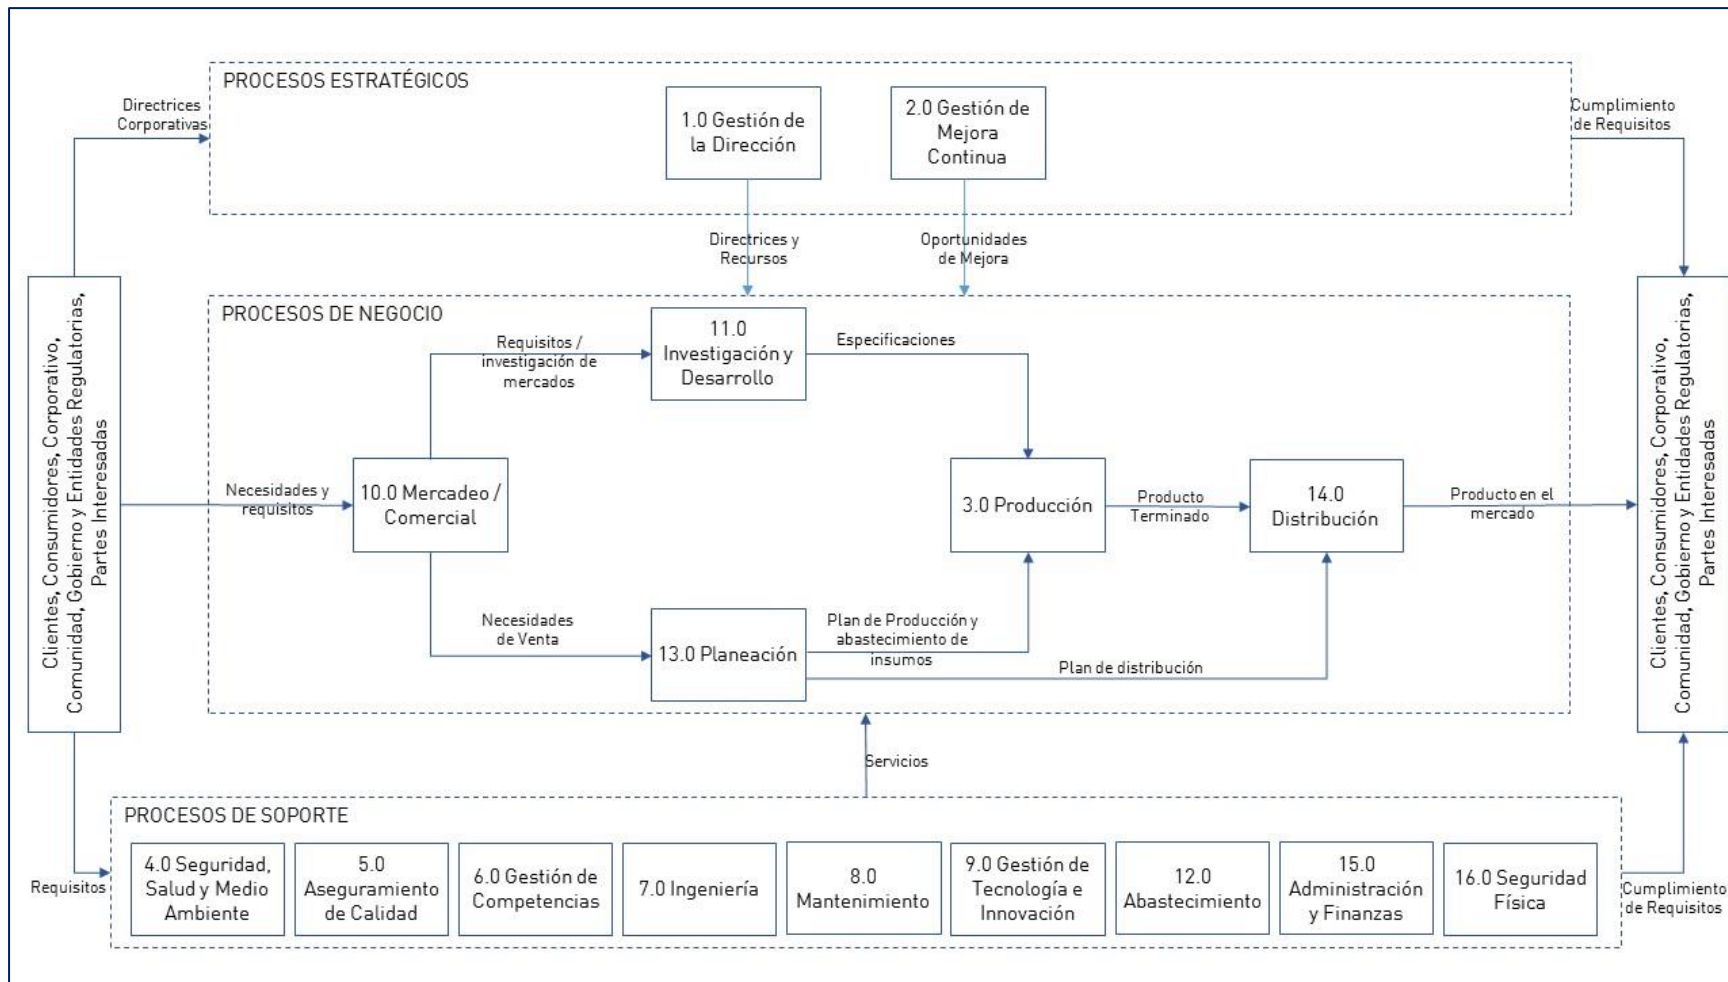 PROCESOS ESTRATÉGICOS
Directrices
Corporativas
1.0 Gestión de
la Dirección
2.0 Gestión de
Mejora
Continua
Cumplimiento
de Requisitos
Directrices y
Recursos
Oportunidades
de Mejora
Clientes, Consumidores, Corporativo,
Comunidad, Gobierno y Entidades Regulatorias,
Partes Interesadas
PROCESOS DE NEGOCIO
Requisitos /
investigación de
mercados
11.0
Investigación y
Desarrollo
Especificaciones
Necesidades y
requisitos
10.0 Mercadeo /
Comercial
3.0 Producción
Producto
Terminado
14.0
Distribución
Producto en el
mercado
Necesidades
de Venta
13.0 Planeación
Plan de Producción y
abastecimiento de
insumos
Plan de distribución
Clientes, Consumidores, Corporativo,
Comunidad, Gobierno y Entidades Regulatorias,
Partes Interesadas
Servicios
Requisitos
PROCESOS DE SOPORTE
4.0 Seguridad,
Salud y Medio
Ambiente
5.0
Aseguramiento
de Calidad
6.0 Gestión de
Competencias
7.0 Ingeniería
8.0
Mantenimiento
9.0 Gestión de
Tecnología e
Innovación
12.0
Abastecimiento
15.0
Administración
y Finanzas
16.0 Seguridad
Física
Cumplimiento
de Requisitos